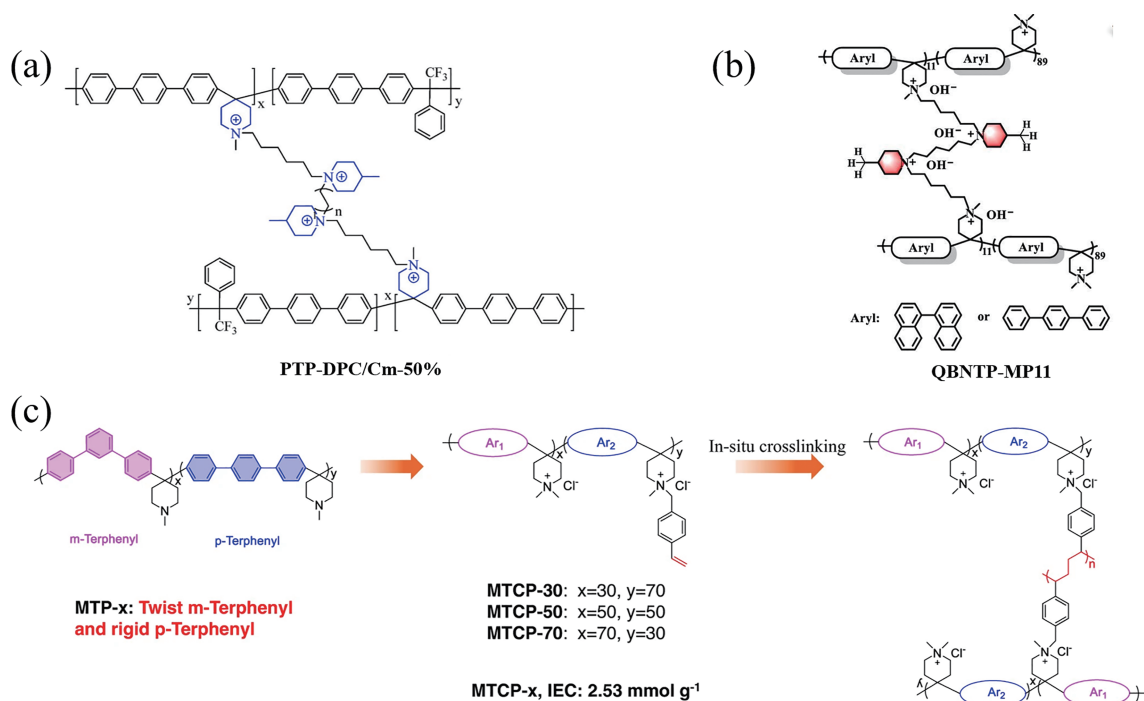 (a)
CF₃
x
y
N
⊕
N
⊕
n
⊕
N
N
⊕
y
CF₃
x
PTP-DPC/Cm-50%
(b)
N
+
Aryl
11
Aryl
89
N
+
OH⁻
OH⁻
+
H
H
H
H
H
H
+
OH⁻
N
+
OH⁻
Aryl
11
Aryl
89
N
+
Aryl:
or
QBNTP-MP11
(c)
x
y
N
N
m-Terphenyl
p-Terphenyl
MTP-x: Twist m-Terphenyl
and rigid p-Terphenyl
Ar₁
x
Ar₂
y
N
+
Cl⁻
N
+
Cl⁻
MTCP-30: x=30, y=70
MTCP-50: x=50, y=50
MTCP-70: x=70, y=30
MTCP-x, IEC: 2.53 mmol g⁻¹
In-situ crosslinking
Ar₁
x
Ar₂
y
N
+
Cl⁻
N
+
Cl⁻
n
N
+
Cl⁻
N
+
Cl⁻
y
Ar₂
x
Ar₁